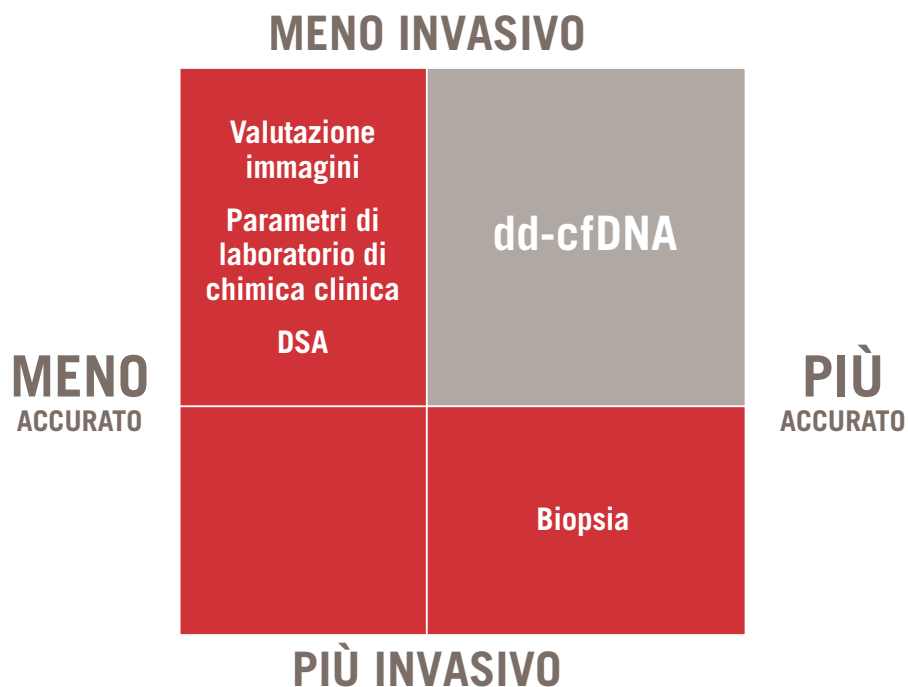 MENO INVASIVO
Valutazione
immagini
Parametri di
laboratorio di
chimica clinica
DSA
dd-cfDNA
MENO
ACCURATO
PIÙ
ACCURATO
Biopsia
PIÙ INVASIVO